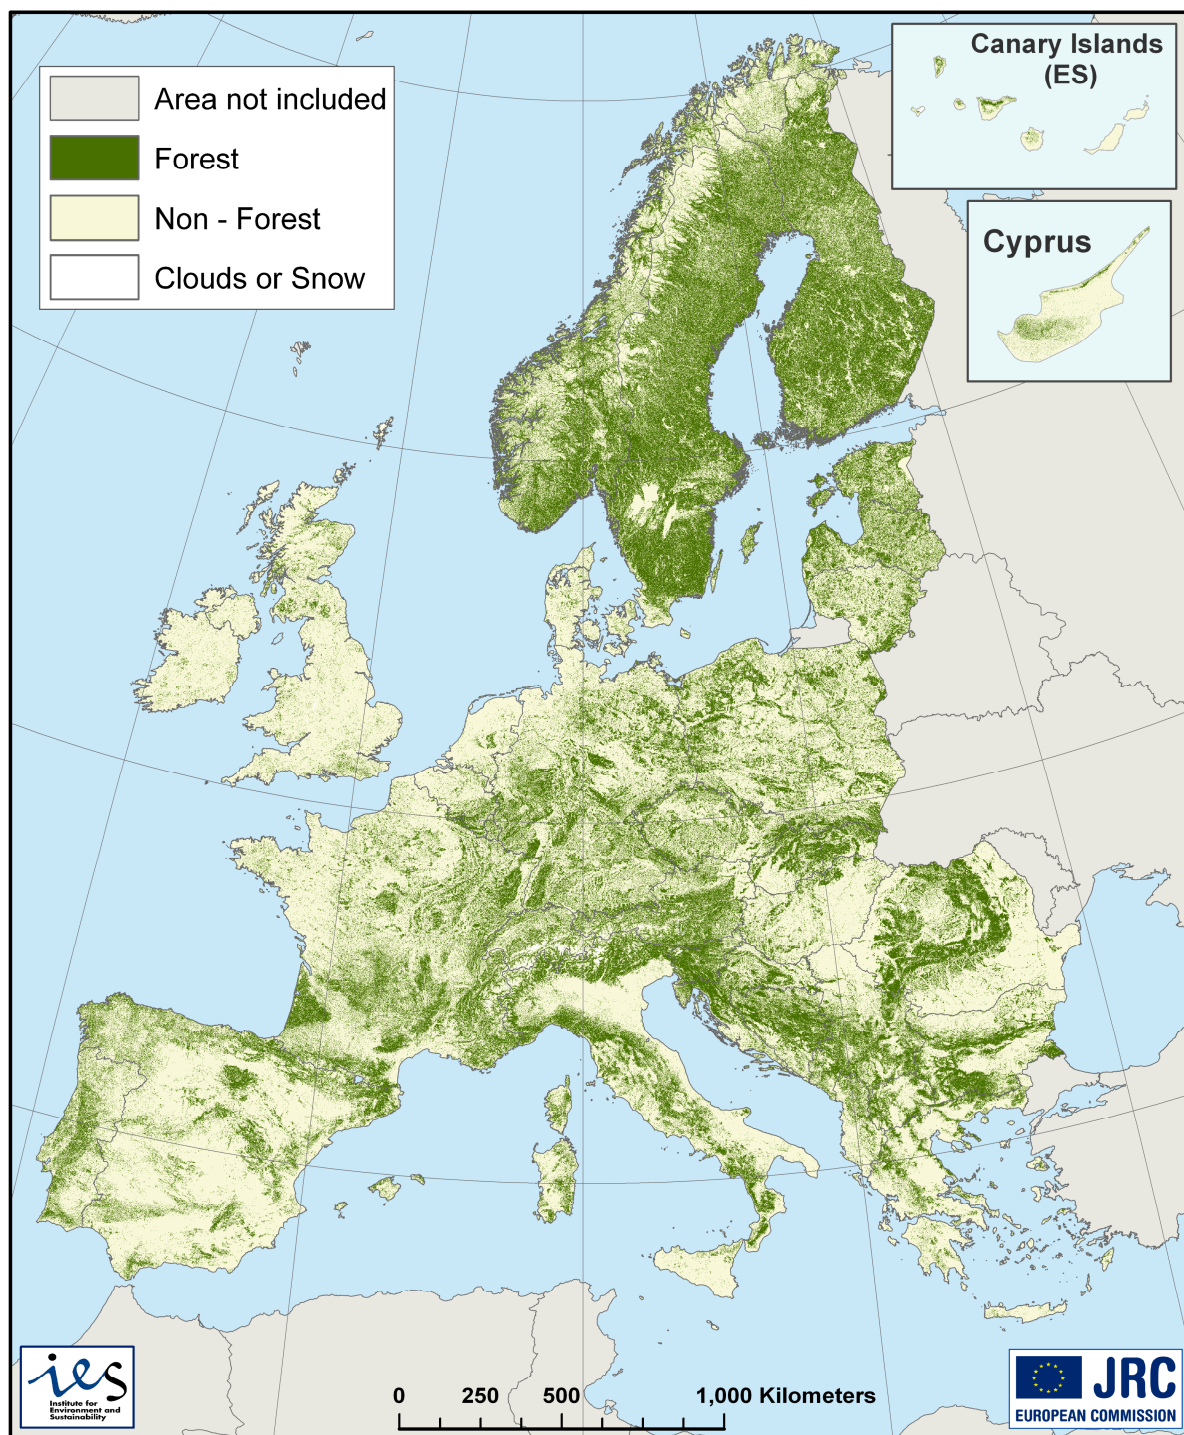 Area not included
Forest
Non - Forest
Clouds or Snow
Canary Islands
(ES)
Cyprus
ies
Institute for
Environment and
Sustainability
0 250 500 1,000 Kilometers
JRC
EUROPEAN COMMISSION